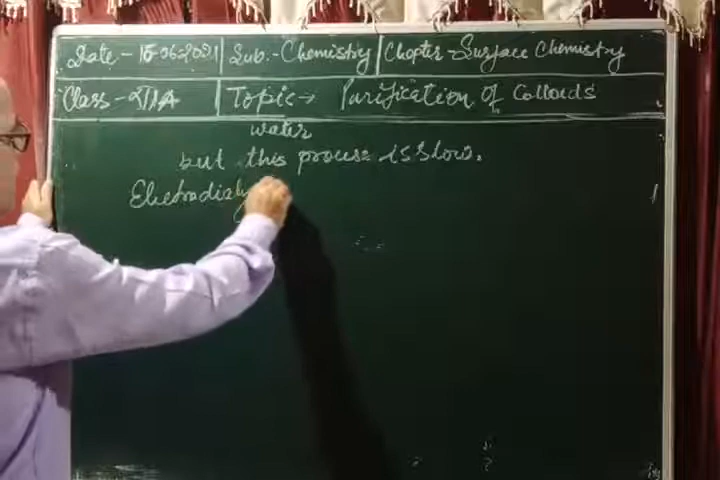 Date - 15-06-2021 Sub. - Chemistry Chapter - Surface Chemistry
Class - XII A Topic → Purification Of Colloids
water
but this process is slow.
Electrodialy